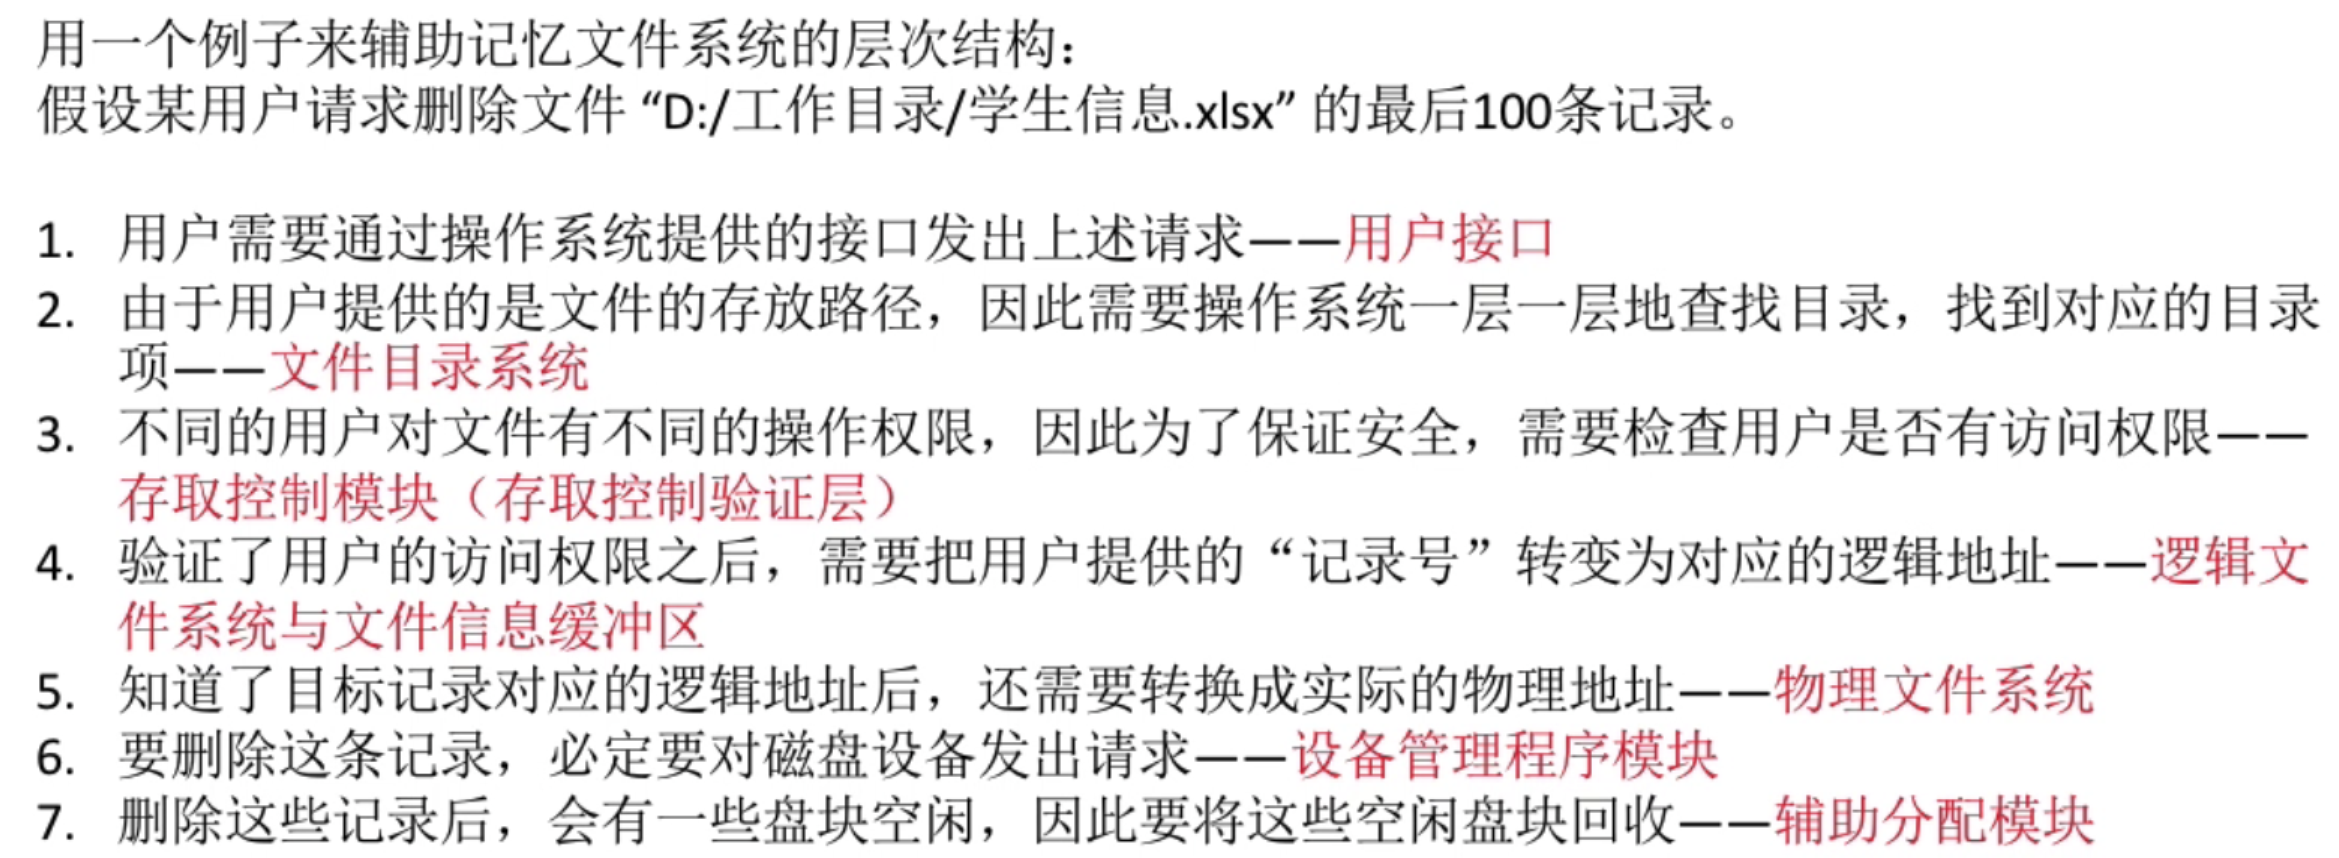 用一个例子来辅助记忆文件系统的层次结构：
假设某用户请求删除文件 “D:/工作目录/学生信息.xlsx” 的最后100条记录。
1. 用户需要通过操作系统提供的接口发出上述请求——用户接口
2. 由于用户提供的是文件的存放路径，因此需要操作系统一层一层地查找目录，找到对应的目录
项——文件目录系统
3. 不同的用户对文件有不同的操作权限，因此为了保证安全，需要检查用户是否有访问权限——
存取控制模块（存取控制验证层）
4. 验证了用户的访问权限之后，需要把用户提供的“记录号”转变为对应的逻辑地址——逻辑文
件系统与文件信息缓冲区
5. 知道了目标记录对应的逻辑地址后，还需要转换成实际的物理地址——物理文件系统
6. 要删除这条记录，必定要对磁盘设备发出请求——设备管理程序模块
7. 删除这些记录后，会有一些盘块空闲，因此要将这些空闲盘块回收——辅助分配模块